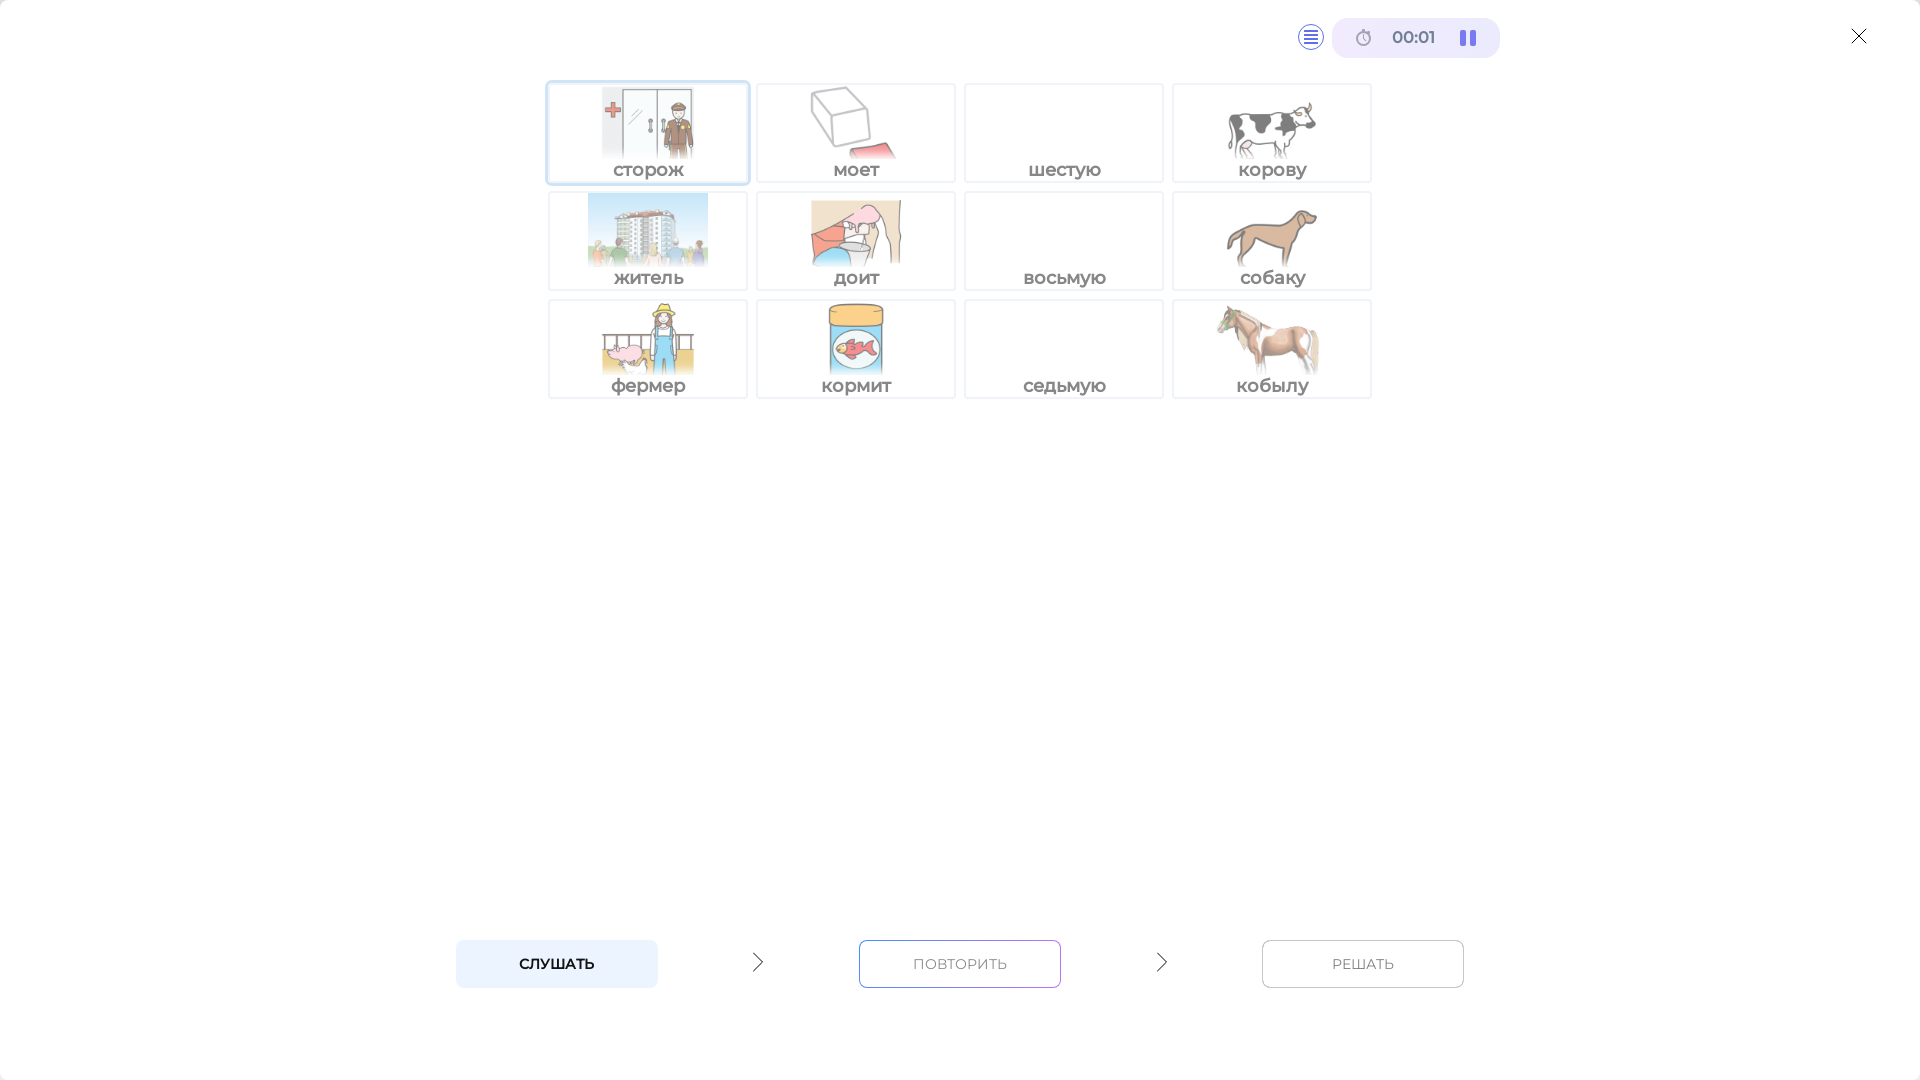 00:01
сторож
моет
шестую
корову
житель
доит
восьмую
собаку
фермер
кормит
седьмую
кобылу
СЛУШАТЬ
ПОВТОРИТЬ
РЕШАТЬ